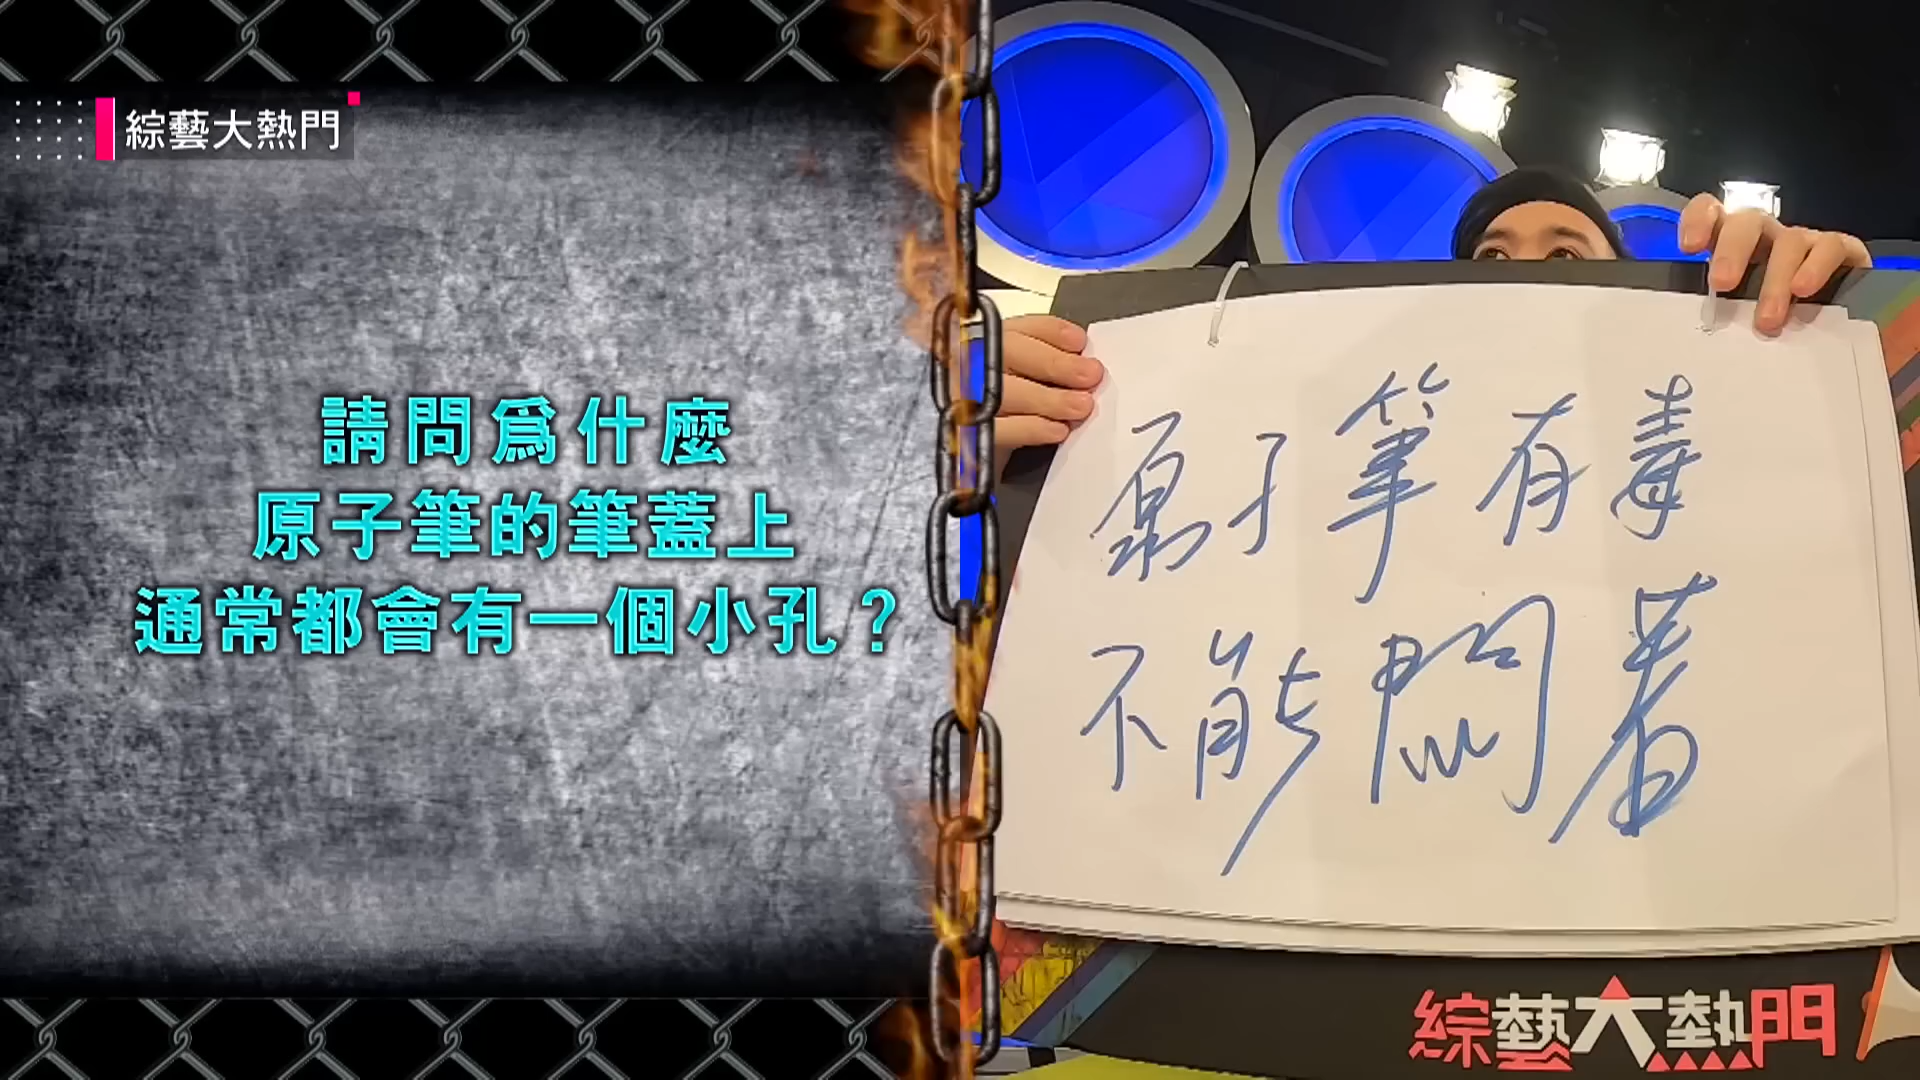 綜藝大熱門
請問爲什麼
原子筆的筆蓋上
通常都會有一個小孔？
原子筆有毒
不能悶著
綜藝大熱門